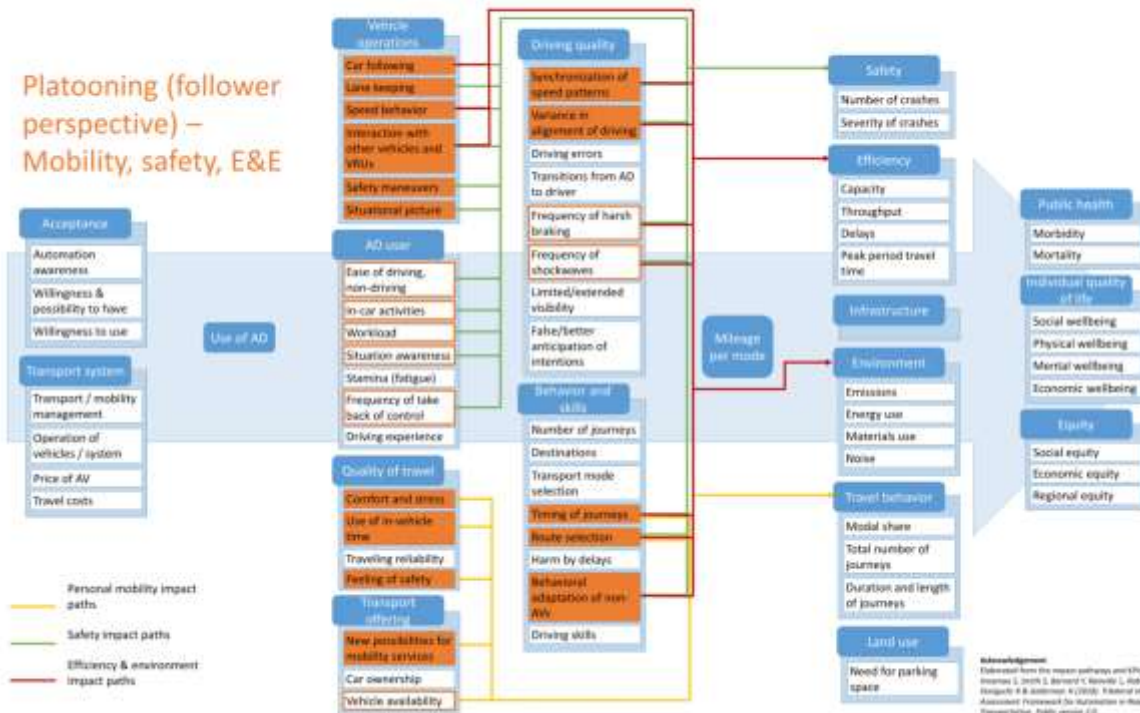 Platooning (follower
perspective) –
Mobility, safety, E&E
Acceptance
Automation
awareness
Willingness &
possibility to have
Willingness to use
Transport system
Transport / mobility
management
Operation of
vehicles / system
Price of AV
Travel costs
Personal mobility impact
paths
Safety impact paths
Efficiency & environment
impact paths
Use of AD
Vehicle
operations
Car following
Lane keeping
Speed behavior
Interaction with
other vehicles and
VRUs
Safety maneuvers
Situational picture
AD user
Ease of driving,
non-driving
In-car activities
Workload
Situation awareness
Stamina (fatigue)
Frequency of take
back of control
Driving experience
Quality of travel
Comfort and stress
Use of in-vehicle
time
Traveling reliability
Feeling of safety
Transport
offering
New possibilities for
mobility services
Car ownership
Vehicle availability
Driving quality
Synchronization of
speed patterns
Variance in
alignment of driving
Driving errors
Transitions from AD
to driver
Frequency of harsh
braking
Frequency of
shockwaves
Limited/extended
visibility
False/better
anticipation of
intentions
Behavior and
skills
Number of journeys
Destinations
Transport mode
selection
Timing of journeys
Route selection
Harm by delays
Behavioral
adaptation of non-
AVs
Driving skills
Mileage
per mode
Safety
Number of crashes
Severity of crashes
Efficiency
Capacity
Throughput
Delays
Peak period travel
time
Infrastructure
Environment
Emissions
Energy use
Materials use
Noise
Travel behavior
Modal share
Total number of
journeys
Duration and length
of journeys
Land use
Need for parking
space
Public health
Morbidity
Mortality
Individual quality
of life
Social wellbeing
Physical wellbeing
Mental wellbeing
Economic wellbeing
Equity
Social equity
Economic equity
Regional equity
Acknowledgement
Elaborated from the impact pathways and
Assessment Framework for Automation in
Transportation.